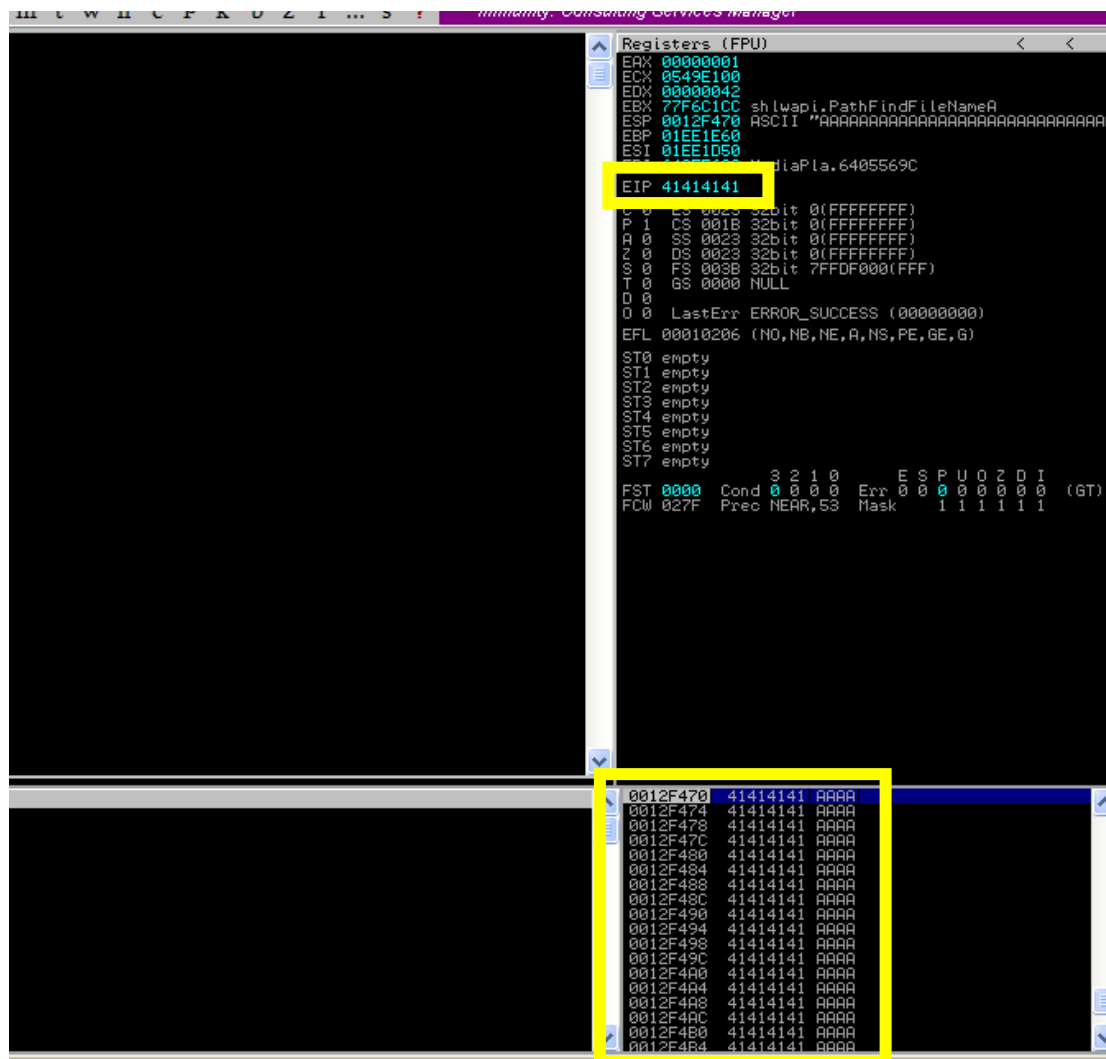 m t w h c P k b z r ... s ?
Immunity: Consulting Services Manager
Registers (FPU) < <
EAX 00000001
ECX 0549E100
EDX 00000042
EBX 77F6C1CC shlwapi.PathFindFileNameA
ESP 0012F470 ASCII "AAAAAAAAAAAAAAAAAAAAAAAAAAAAAAAAAAA
EBP 01EE1E60
ESI 01EE1D50
diaPla.6405569C
EIP 41414141
C 0 ES 0023 32bit 0(FFFFFFFF)
P 1 CS 001B 32bit 0(FFFFFFFF)
A 0 SS 0023 32bit 0(FFFFFFFF)
Z 0 DS 0023 32bit 0(FFFFFFFF)
S 0 FS 003B 32bit 7FFDF000(FFF)
T 0 GS 0000 NULL
D 0
O 0 LastErr ERROR_SUCCESS (00000000)
EFL 00010206 (NO,NB,NE,A,NS,PE,GE,G)
ST0 empty
ST1 empty
ST2 empty
ST3 empty
ST4 empty
ST5 empty
ST6 empty
ST7 empty
3 2 1 0 E S P U O Z D I
FST 0000 Cond 0 0 0 0 Err 0 0 0 0 0 0 0 0 (GT)
FCW 027F Prec NEAR,53 Mask 1 1 1 1 1 1
0012F470 41414141 AAAA
0012F474 41414141 AAAA
0012F478 41414141 AAAA
0012F47C 41414141 AAAA
0012F480 41414141 AAAA
0012F484 41414141 AAAA
0012F488 41414141 AAAA
0012F48C 41414141 AAAA
0012F490 41414141 AAAA
0012F494 41414141 AAAA
0012F498 41414141 AAAA
0012F49C 41414141 AAAA
0012F4A0 41414141 AAAA
0012F4A4 41414141 AAAA
0012F4A8 41414141 AAAA
0012F4AC 41414141 AAAA
0012F4B0 41414141 AAAA
0012F4B4 41414141 AAAA